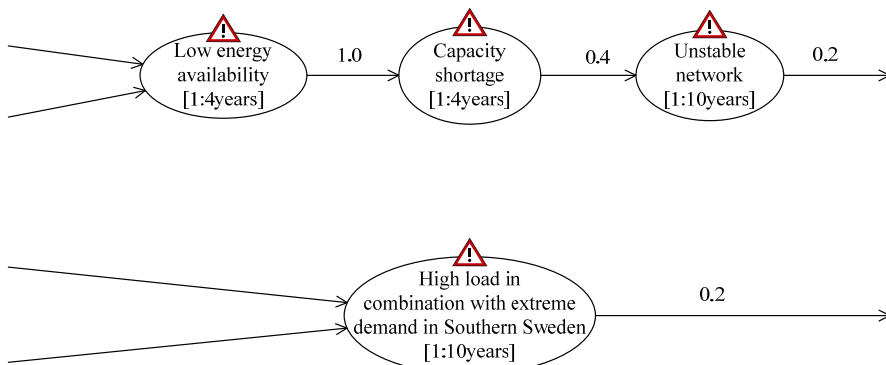 Low energy
availability
[1:4years]
1.0
Capacity
shortage
[1:4years]
0.4
Unstable
network
[1:10years]
0.2
High load in
combination with extreme
demand in Southern Sweden
[1:10years]
0.2